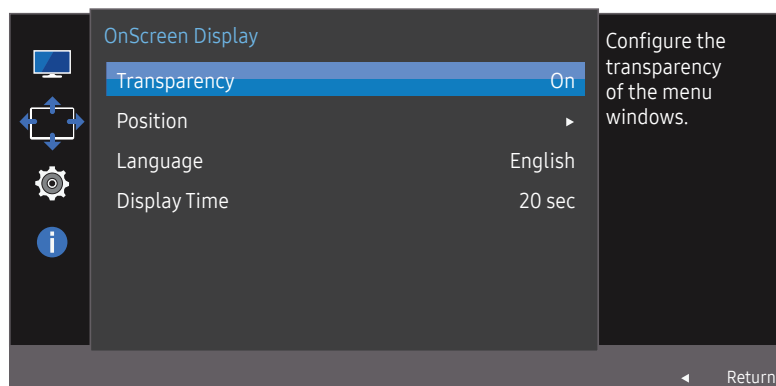 OnScreen Display
Transparency On
Position ▸
Language English
Display Time 20 sec
Configure the
transparency
of the menu
windows.
i
◂ Return